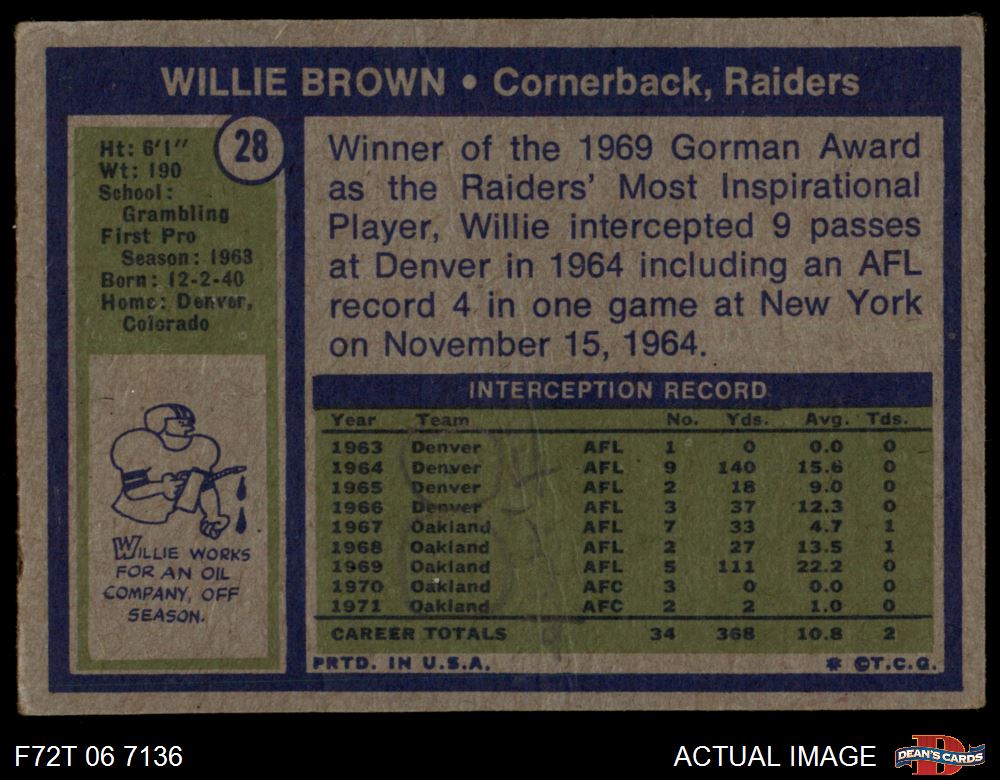 WILLIE BROWN • Cornerback, Raiders
28
Ht: 6'1"
Wt: 190
School:
Grambling
First Pro
Season: 1963
Born: 12-2-40
Home: Denver,
Colorado
WILLIE WORKS
FOR AN OIL
COMPANY, OFF
SEASON.
Winner of the 1969 Gorman Award
as the Raiders' Most Inspirational
Player, Willie intercepted 9 passes
at Denver in 1964 including an AFL
record 4 in one game at New York
on November 15, 1964.
INTERCEPTION RECORD
Year Team No. Yds. Avg. Tds.
1963 Denver AFL 1 0 0.0 0
1964 Denver AFL 9 140 15.6 0
1965 Denver AFL 2 18 9.0 0
1966 Denver AFL 3 37 12.3 0
1967 Oakland AFL 7 33 4.7 1
1968 Oakland AFL 2 27 13.5 1
1969 Oakland AFL 5 111 22.2 0
1970 Oakland AFC 3 0 0.0 0
1971 Oakland AFC 2 2 1.0 0
CAREER TOTALS 34 368 10.8 2
PRTD. IN U.S.A. * ©T.C.G.
F72T 06 7136 ACTUAL IMAGE DEAN'S CARDS